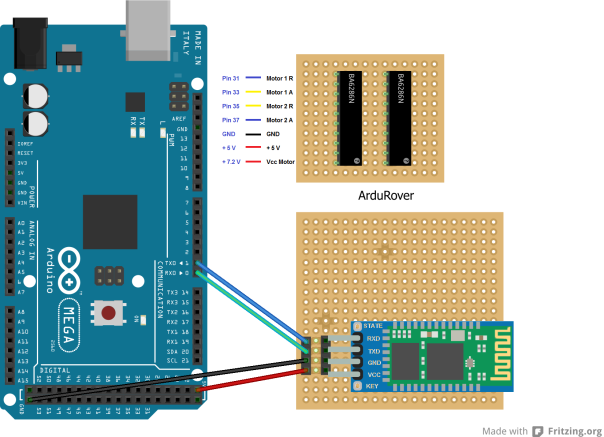 MADE IN
ITALY
RX
TX
L
AREF
GND
13
12
11
10
9
8
PWM
IOREF
RESET
3V3
5V
GND
GND
VIN
POWER
7
6
5
4
3
2
TXD 1
RXD 0
A0
A1
A2
A3
A4
A5
A6
A7
ANALOG IN
Arduino
MEGA
2560
ON
COMMUNICATION
TX3 14
RX3 15
TX2 16
RX2 17
TX1 18
RX1 19
SDA 20
SCL 21
A8
A9
A10
A11
A12
A13
A14
A15
DIGITAL
GND
Pin 31 Motor 1 R
Pin 33 Motor 1 A
Pin 35 Motor 2 R
Pin 37 Motor 2 A
GND GND
+ 5 V + 5 V
+ 7.2 V Vcc Motor
BA6286N
BA6286N
ArduRover
STATE
RXD
TXD
GND
VCC
KEY
Made with Fritzing.org